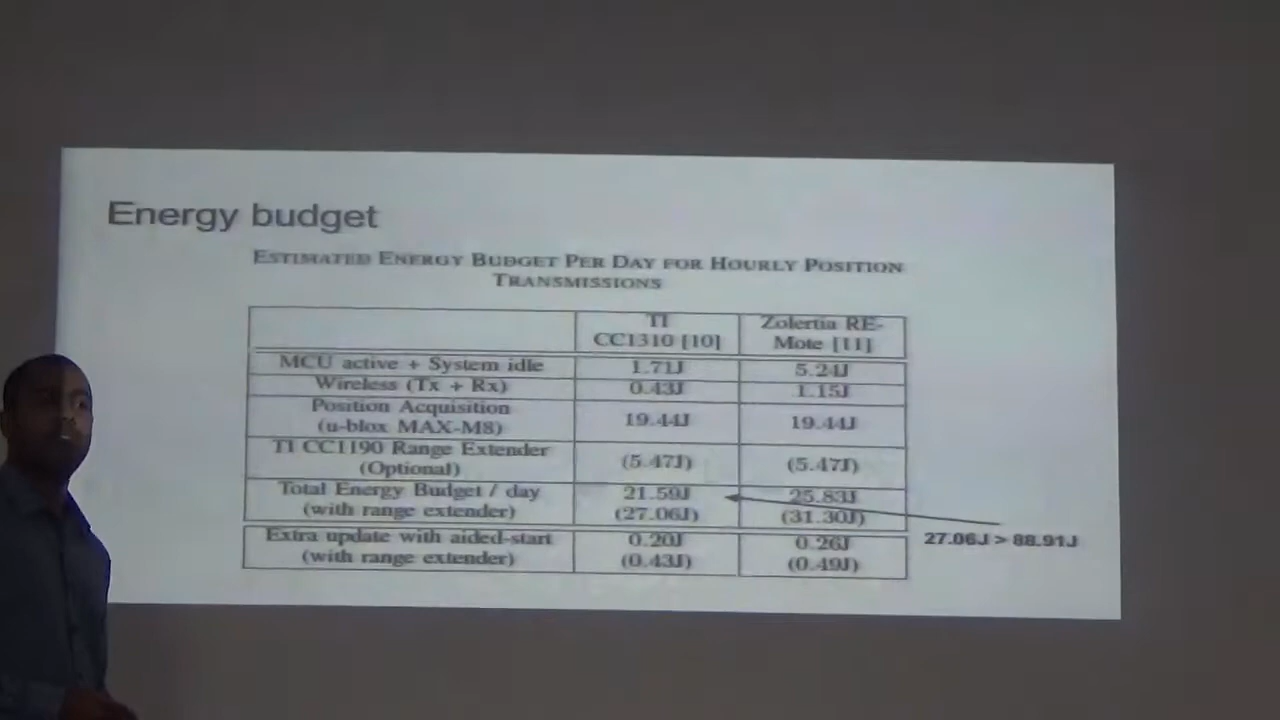 Energy budget
ESTIMATED ENERGY BUDGET PER DAY FOR HOURLY POSITION
TRANSMISSIONS
TI
CC1310 [10]
Zolertia RE-
Mote [11]
MCU active + System idle
1.71J
5.24J
Wireless (Tx + Rx)
0.43J
1.15J
Position Acquisition
(u-blox MAX-M8)
19.44J
19.44J
TI CC1190 Range Extender
(Optional)
(5.47J)
(5.47J)
Total Energy Budget / day
(with range extender)
21.59J
(27.06J)
25.83J
(31.30J)
27.06J > 88.91J
Extra update with aided-start
(with range extender)
0.20J
(0.43J)
0.26J
(0.49J)